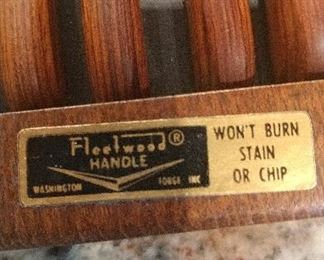 Fleetwood®
HANDLE
WASHINGTON FORGE INC
WON'T BURN
STAIN
OR CHIP